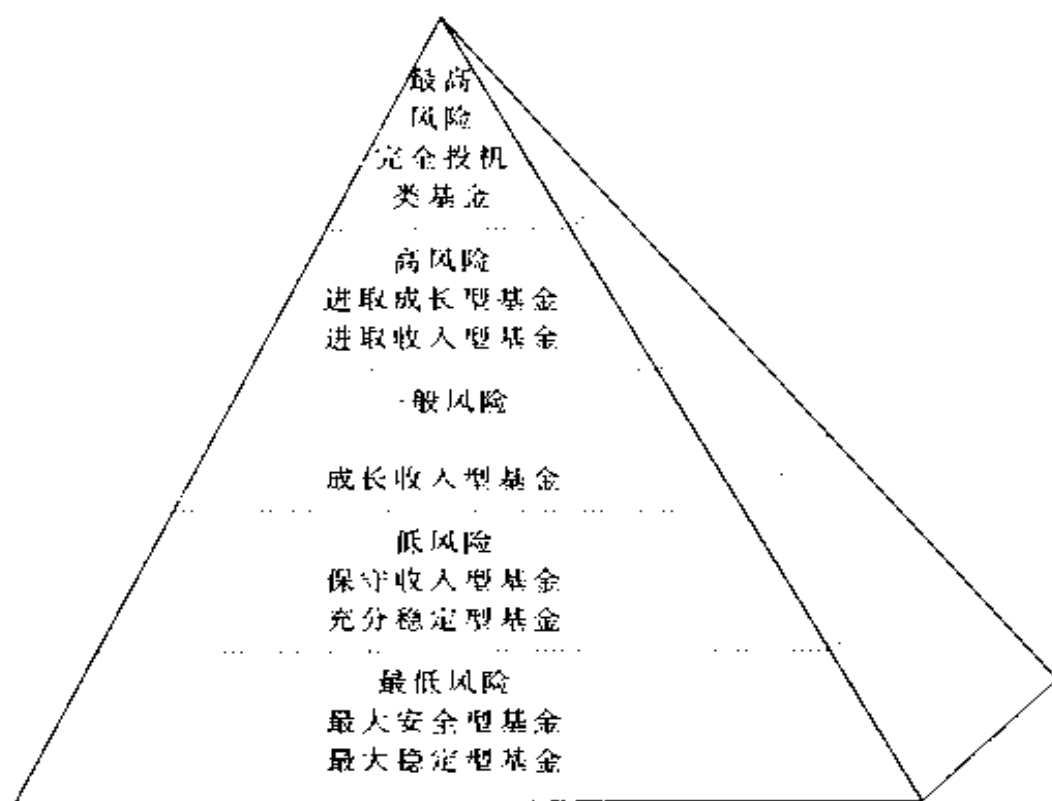 最高
风险
完全投机
类基金
高风险
进取成长型基金
进取收入型基金
一般风险
成长收入型基金
低风险
保守收入型基金
充分稳定型基金
最低风险
最大安全型基金
最大稳定型基金